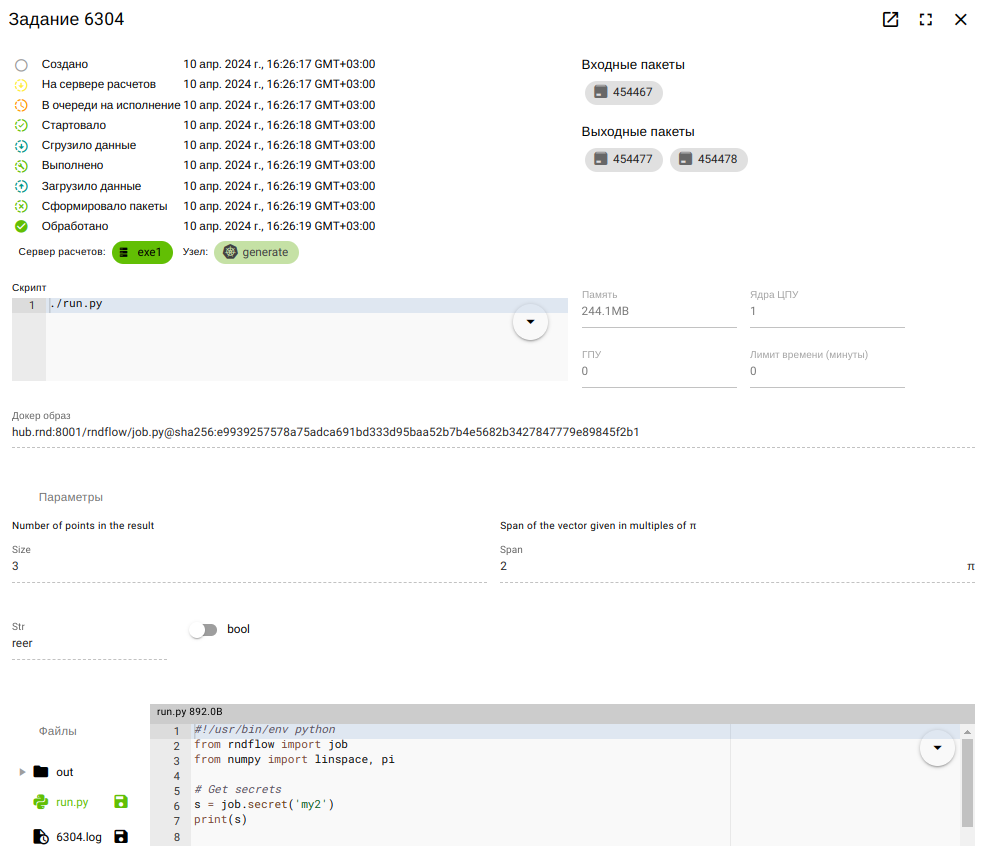 Задание 6304
Создано 10 апр. 2024 г., 16:26:17 GMT+03:00
На сервере расчетов 10 апр. 2024 г., 16:26:17 GMT+03:00
В очереди на исполнение 10 апр. 2024 г., 16:26:17 GMT+03:00
Стартовало 10 апр. 2024 г., 16:26:18 GMT+03:00
Сгрузило данные 10 апр. 2024 г., 16:26:18 GMT+03:00
Выполнено 10 апр. 2024 г., 16:26:19 GMT+03:00
Загрузило данные 10 апр. 2024 г., 16:26:19 GMT+03:00
Сформировало пакеты 10 апр. 2024 г., 16:26:19 GMT+03:00
Обработано 10 апр. 2024 г., 16:26:19 GMT+03:00
Сервер расчетов: exe1 Узел: generate
Входные пакеты
454467
Выходные пакеты
454477 454478
Скрипт
1 ./run.py
Память Ядра ЦПУ
244.1MB 1
ГПУ Лимит времени (минуты)
0 0
Докер образ
hub.rnd:8001/rndflow/job.py@sha256:e9939257578a75adca691bd333d95baa52b7b4e5682b3427847779e89845f2b1
Параметры
Number of points in the result Span of the vector given in multiples of π
Size Span
3 2 π
Str
reer bool
Файлы
out
run.py
6304.log
run.py 892.0B
1 #!/usr/bin/env python
2 from rndflow import job
3 from numpy import linspace, pi
4
5 # Get secrets
6 s = job.secret('my2')
7 print(s)
8